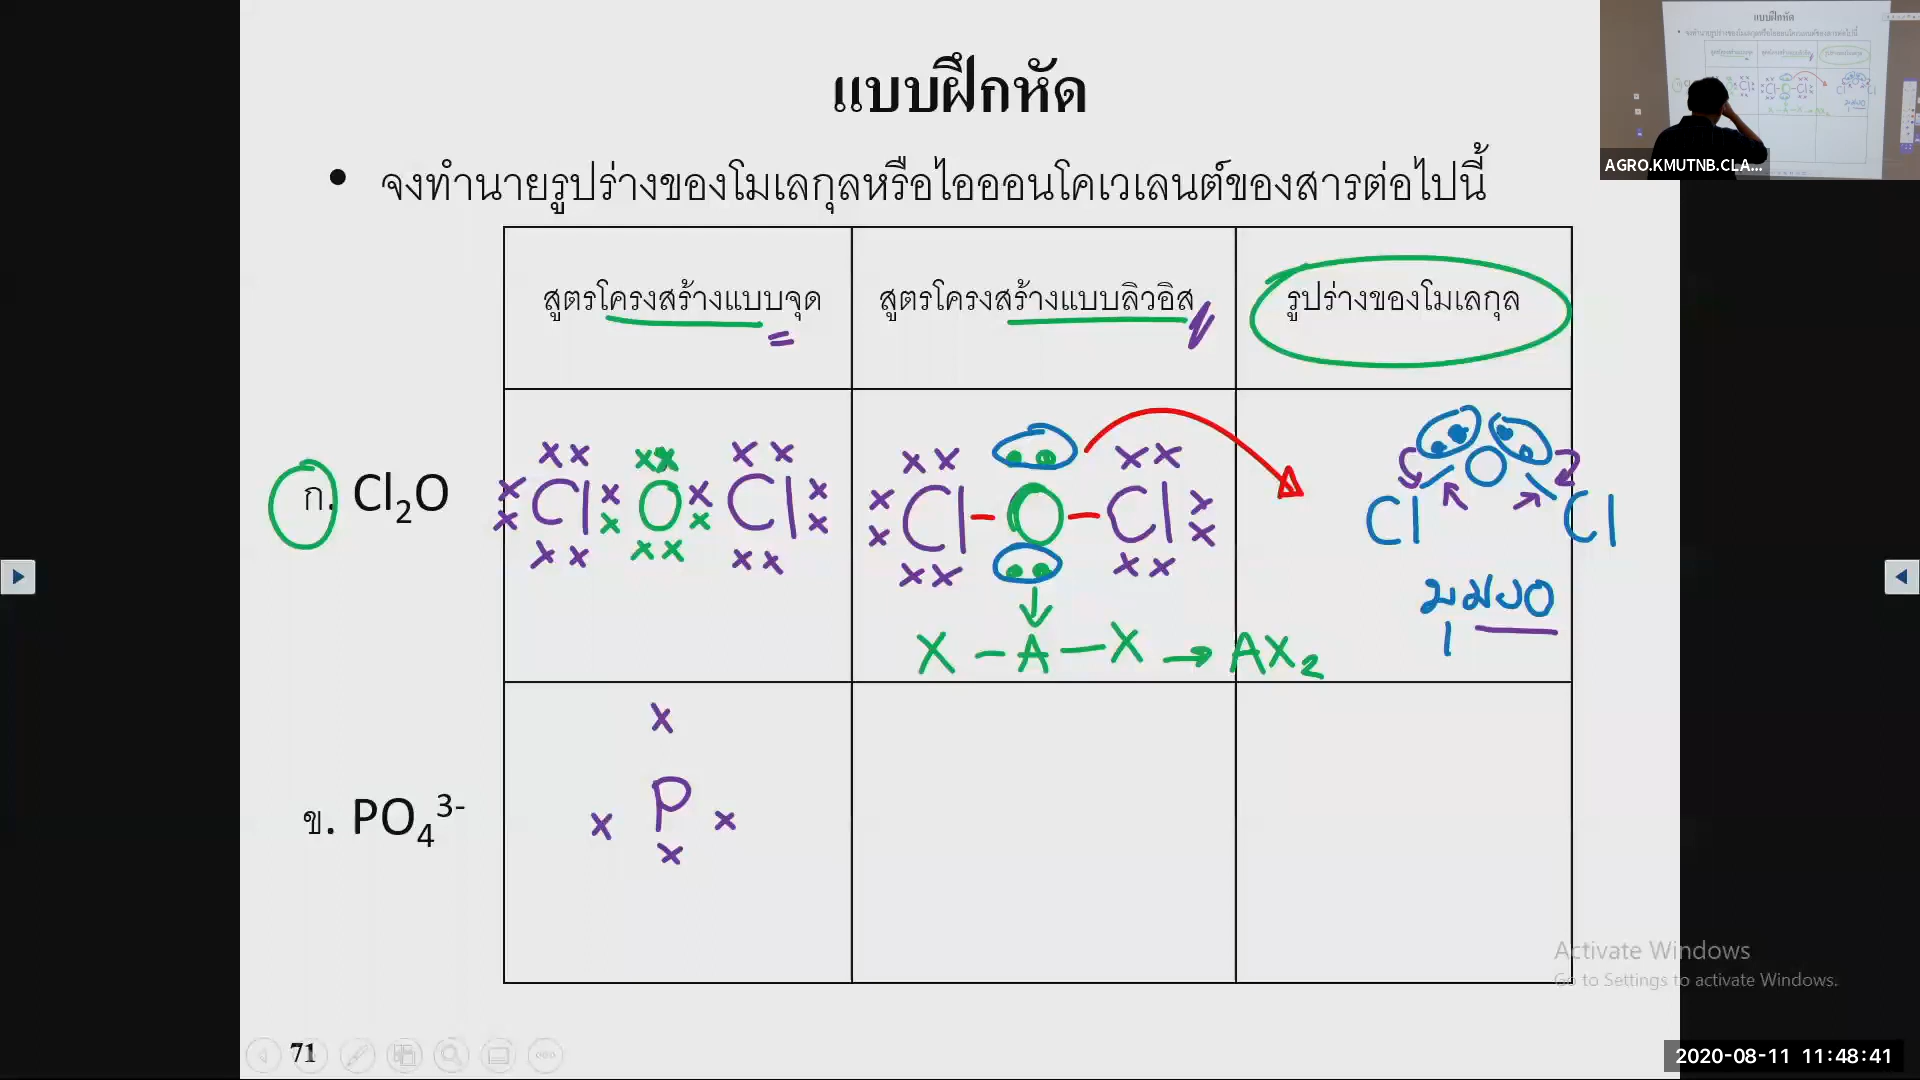 แบบฝึกหัด
• จงทำนายรูปร่างของโมเลกุลหรือไอออนโคเวเลนต์ของสารต่อไปนี้
สูตรโครงสร้างแบบจุด
สูตรโครงสร้างแบบลิวอิส
รูปร่างของโมเลกุล
ก. Cl₂O
Cl O Cl
Cl - O - Cl
O
Cl Cl
มุมงอ
X - A - X → AX₂
ข. PO₄³⁻
P
71
AGRO.KMUTNB.CLA...
Activate Windows
Go to Settings to activate Windows.
2020-08-11 11:48:41